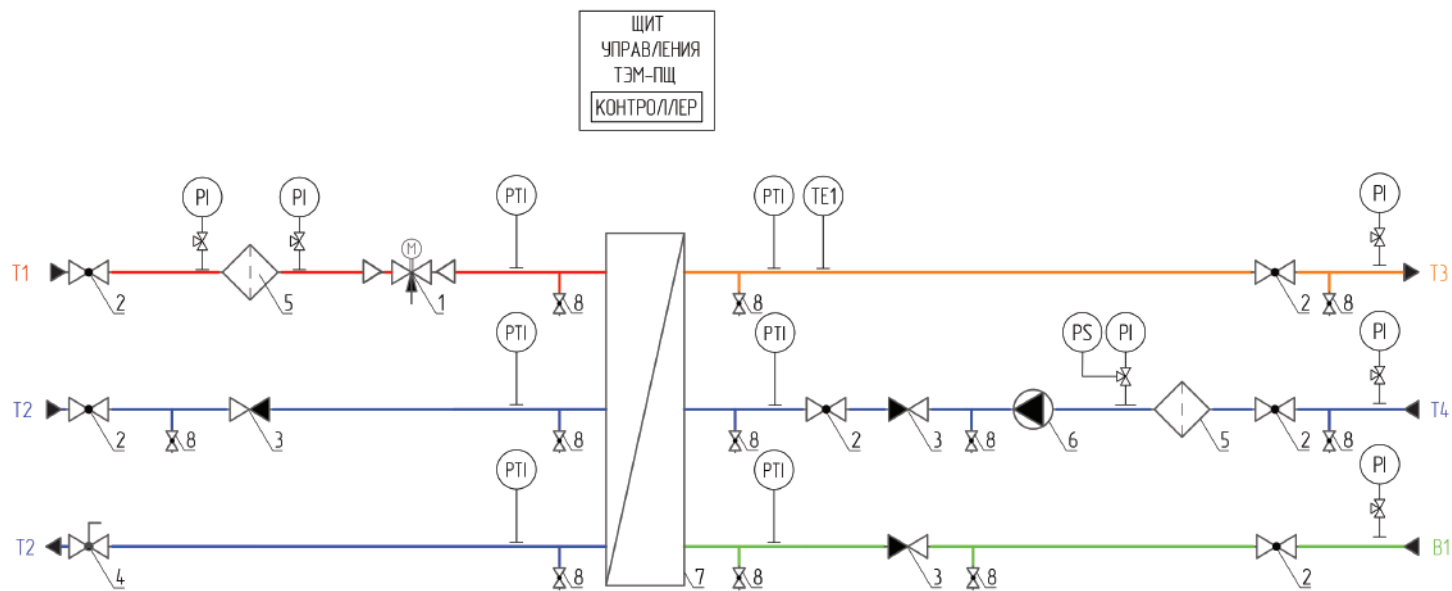 ЩИТ
УПРАВЛЕНИЯ
ТЭМ-ПЩ
КОНТРОЛЛЕР
PI PI PTI PTI TE1 PI
M
T1 T3
2 5 1 8 8 2 8
PTI PTI PS PI PI
T2 T4
2 8 3 8 8 2 3 8 6 5 2 8
PTI PTI PI
T2 B1
4 8 7 8 3 8 2